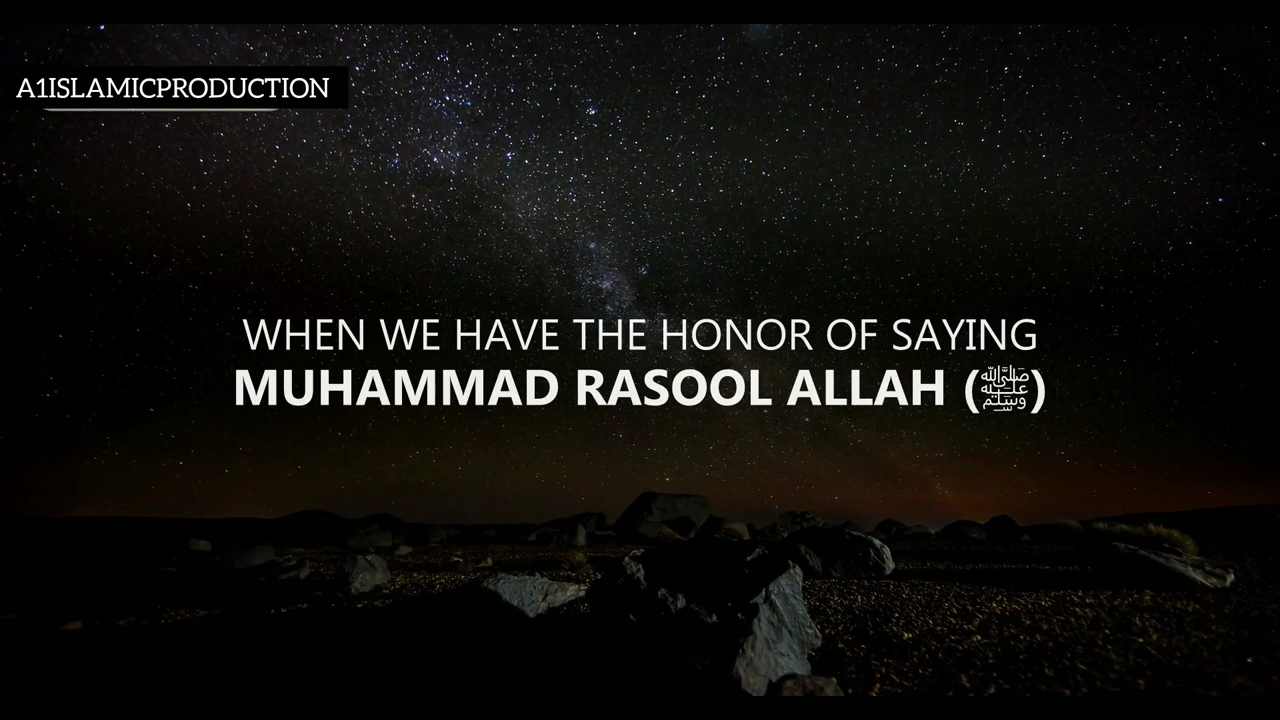 A1ISLAMICPRODUCTION
WHEN WE HAVE THE HONOR OF SAYING
MUHAMMAD RASOOL ALLAH (ﷺ)